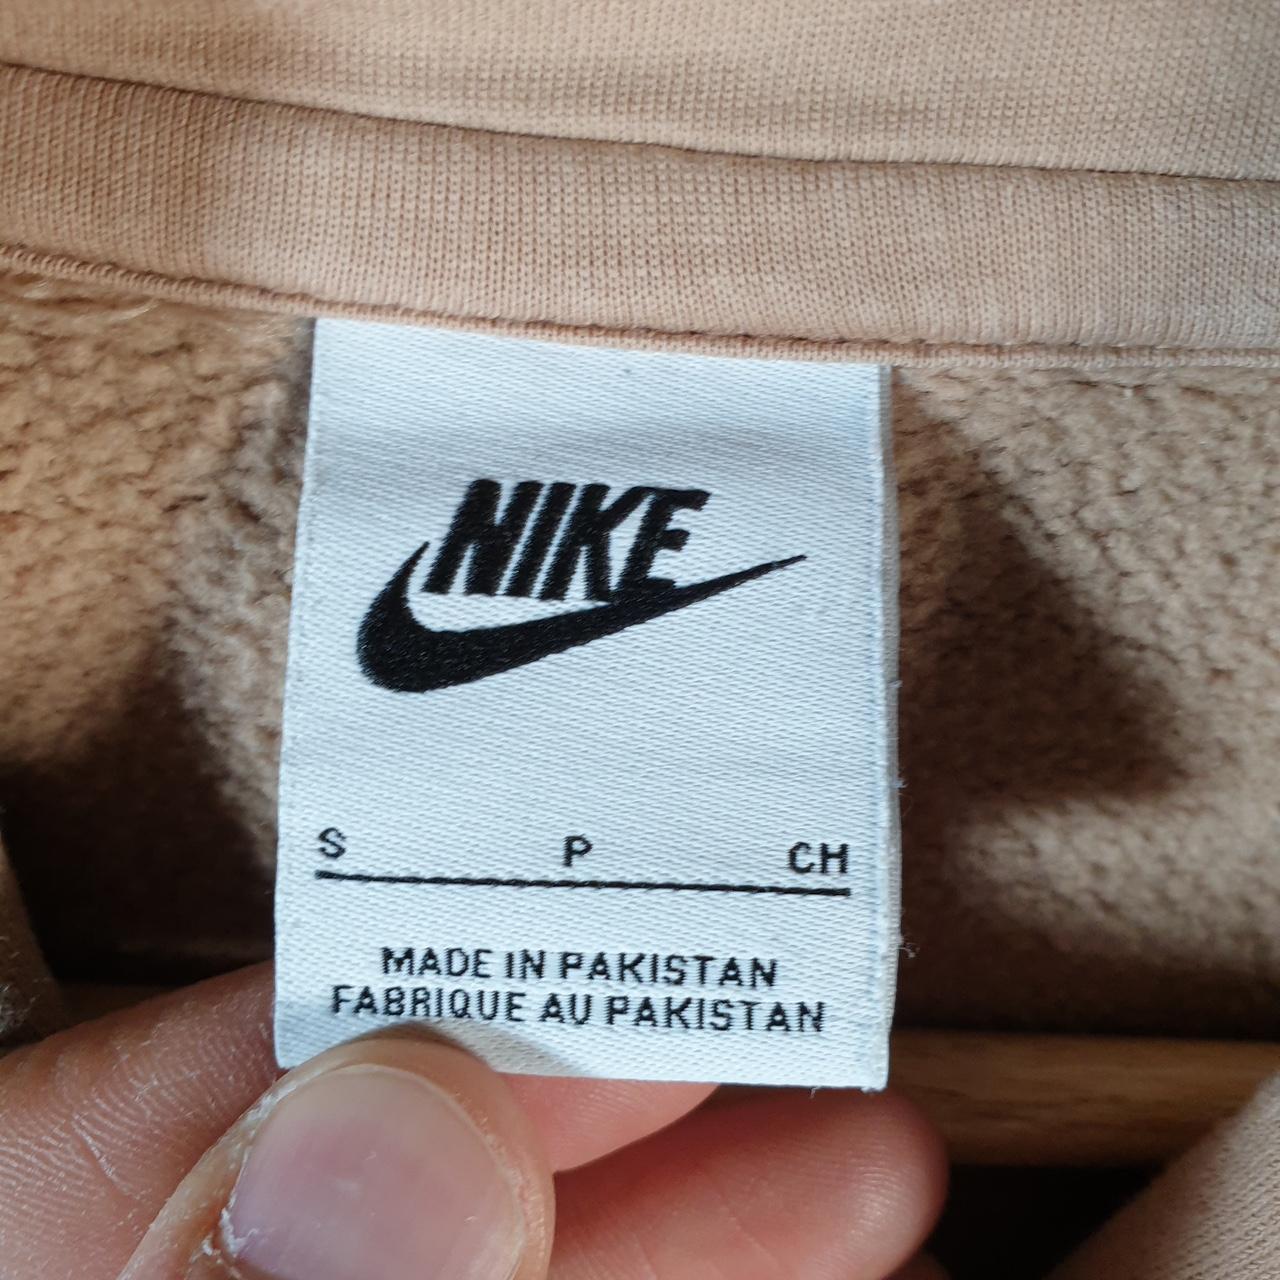 NIKE
S P CH
MADE IN PAKISTAN
FABRIQUE AU PAKISTAN